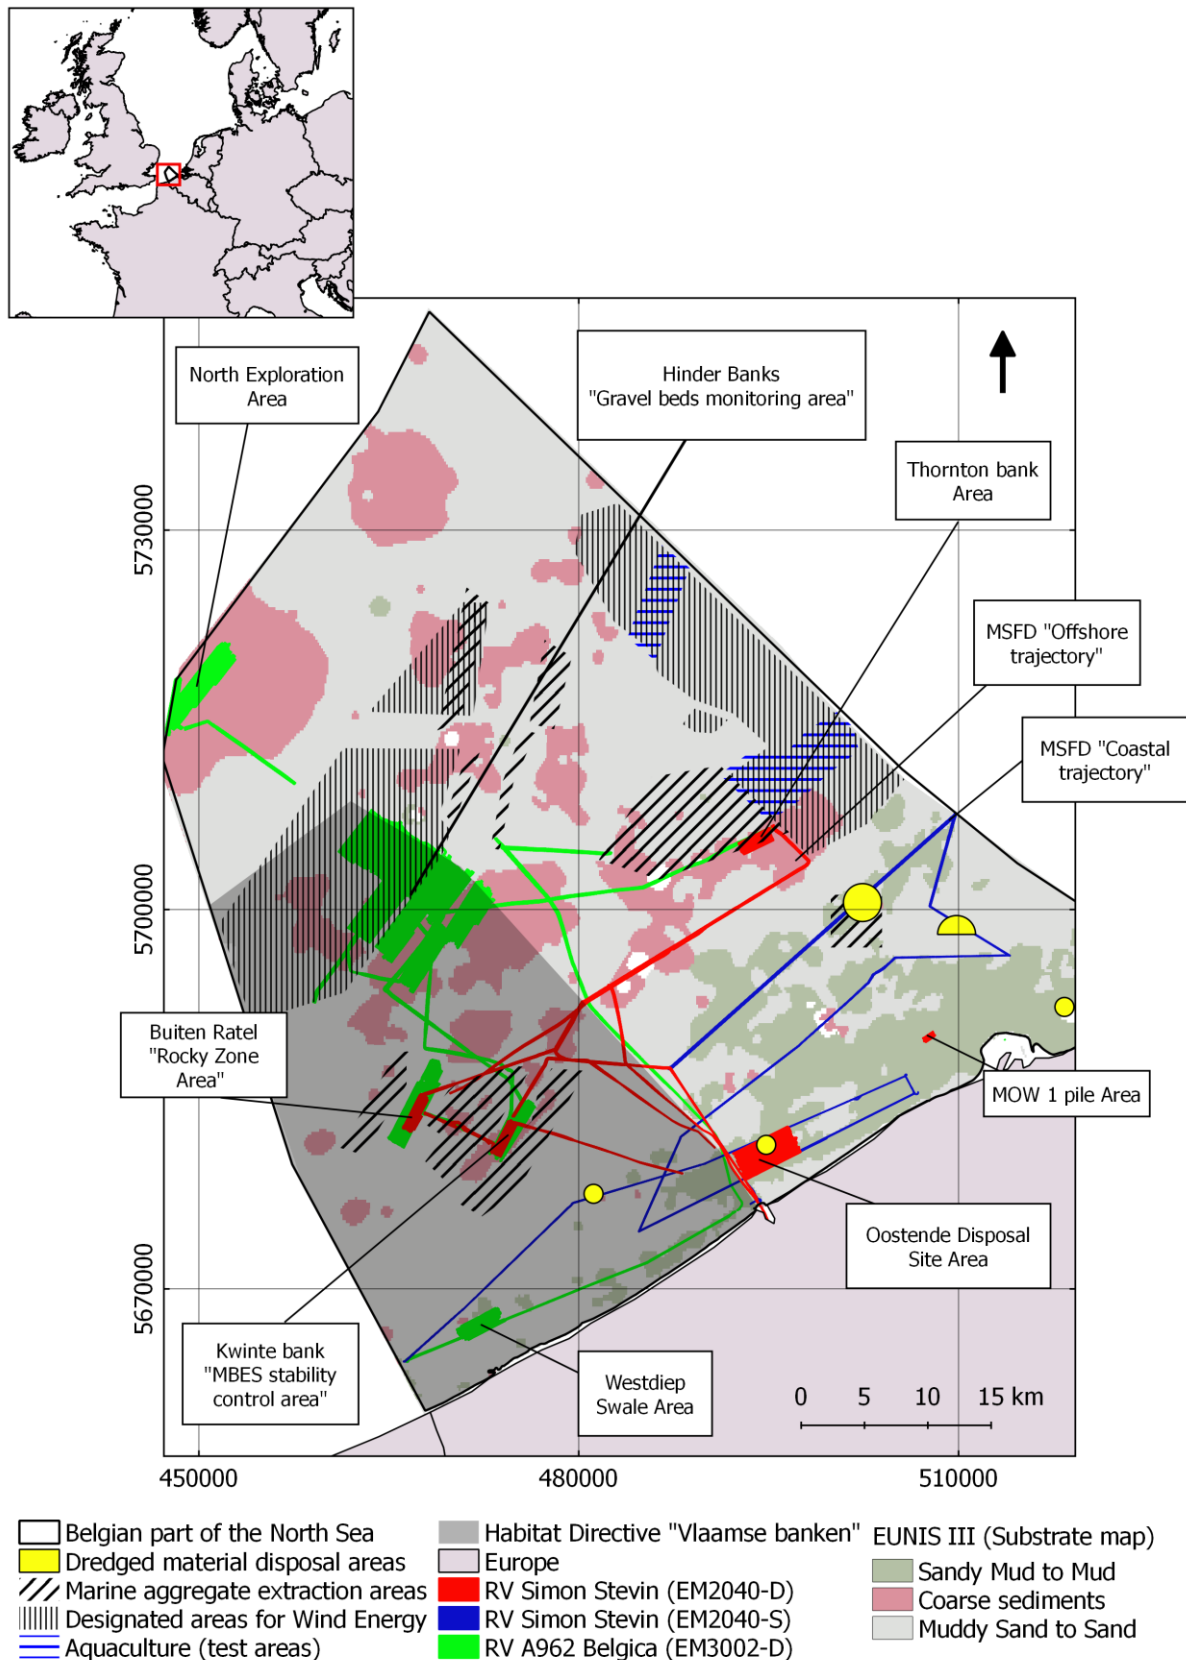 North Exploration
Area
Hinder Banks
"Gravel beds monitoring area"
Thornton bank
Area
MSFD "Offshore
trajectory"
MSFD "Coastal
trajectory"
5730000
5700000
5670000
Buiten Ratel
"Rocky Zone
Area"
MOW 1 pile Area
Oostende Disposal
Site Area
Kwinte bank
"MBES stability
control area"
Westdiep
Swale Area
0 5 10 15 km
450000 480000 510000
Belgian part of the North Sea
Dredged material disposal areas
Marine aggregate extraction areas
Designated areas for Wind Energy
Aquaculture (test areas)
Habitat Directive "Vlaamse banken"
Europe
RV Simon Stevin (EM2040-D)
RV Simon Stevin (EM2040-S)
RV A962 Belgica (EM3002-D)
EUNIS III (Substrate map)
Sandy Mud to Mud
Coarse sediments
Muddy Sand to Sand